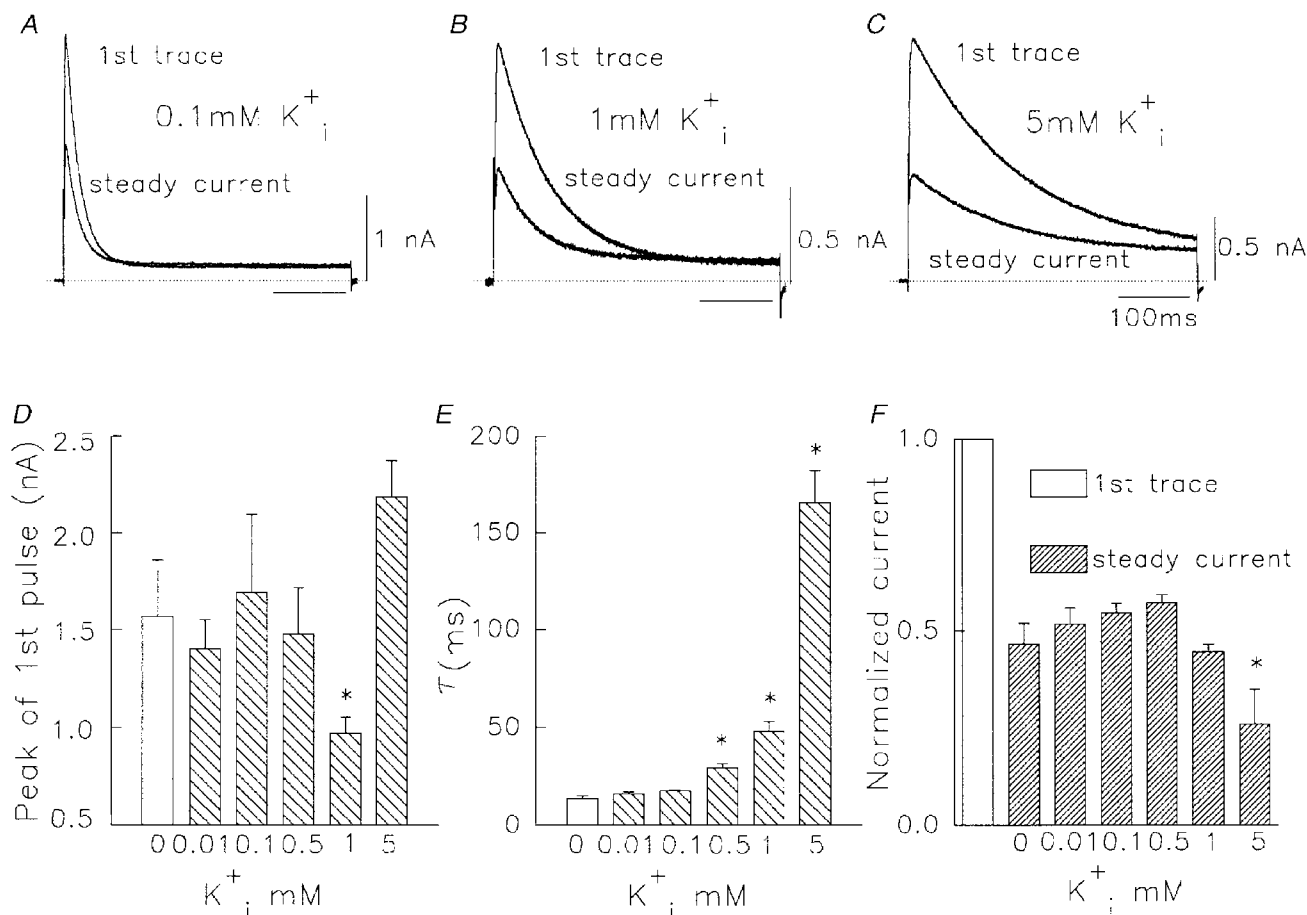 A
1st trace
0.1mM K+i
steady current
1 nA
B
1st trace
1mM K+i
steady current
0.5 nA
C
1st trace
5mM K+i
steady current
0.5 nA
100ms
D
Peak of 1st pulse (nA)
2.5
2.0
1.5
1.0
0.5
*
0 0.01 0.1 0.5 1 5
K+i mM
E
τ(ms)
200
150
100
50
0
* * *
0 0.01 0.1 0.5 1 5
K+i mM
F
Normalized current
1.0
0.5
0.0
1st trace
steady current
*
0 0.01 0.1 0.5 1 5
K+i mM